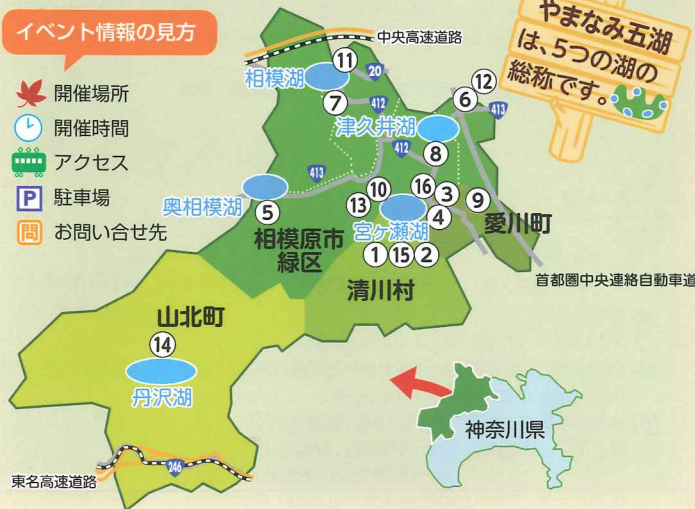 イベント情報の見方
開催場所
開催時間
アクセス
P 駐車場
問 お問い合せ先
やまなみ五湖
は、5つの湖の
総称です。
中央高速道路
⑪
相模湖
20
⑦
412
⑫
⑥
413
津久井湖
412
⑧
413
奥相模湖
⑤
⑩
⑬
⑯
③
⑨
④
宮ヶ瀬湖
愛川町
相模原市
緑区
①
⑮
②
首都圏中央連絡自動車道
清川村
山北町
⑭
丹沢湖
神奈川県
246
東名高速道路